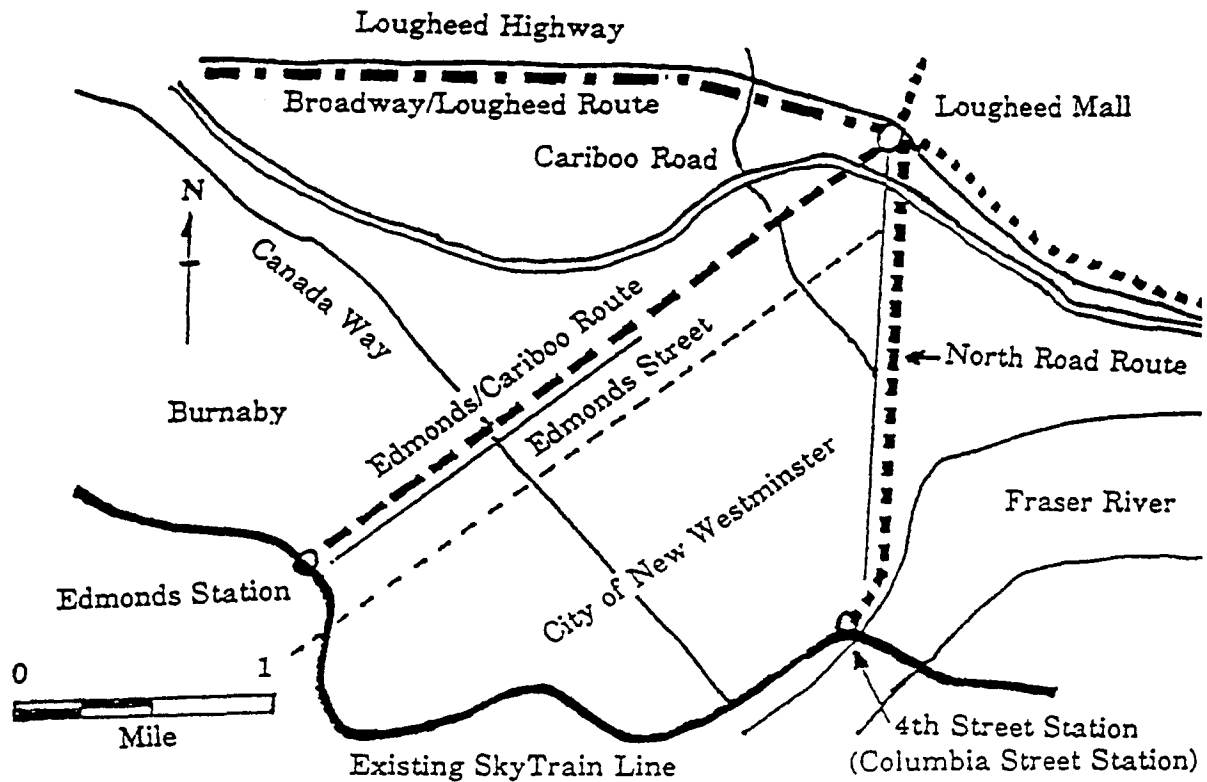 Lougheed Highway
Broadway/Lougheed Route
Lougheed Mall
Cariboo Road
N
Canada Way
Edmonds/Cariboo Route
Edmonds Street
North Road Route
Burnaby
City of New Westminster
Fraser River
Edmonds Station
0 1
Mile
4th Street Station
(Columbia Street Station)
Existing SkyTrain Line